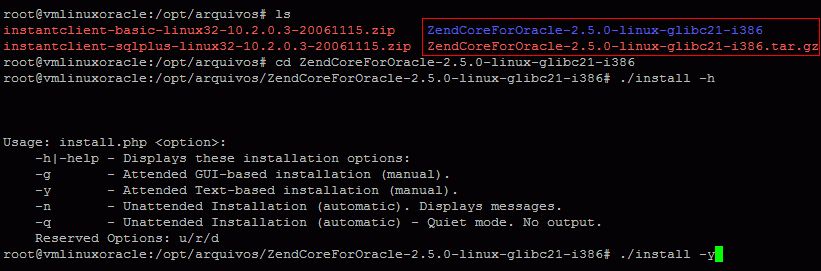 root@vmlinuxoracle:/opt/arquivos# ls
instantclient-basic-linux32-10.2.0.3-20061115.zip ZendCoreForOracle-2.5.0-linux-glibc21-i386
instantclient-sqlplus-linux32-10.2.0.3-20061115.zip ZendCoreForOracle-2.5.0-linux-glibc21-i386.tar.gz
root@vmlinuxoracle:/opt/arquivos# cd ZendCoreForOracle-2.5.0-linux-glibc21-i386
root@vmlinuxoracle:/opt/arquivos/ZendCoreForOracle-2.5.0-linux-glibc21-i386# ./install -h
Usage: install.php <option>:
-h|-help - Displays these installation options:
-g - Attended GUI-based installation (manual).
-y - Attended Text-based installation (manual).
-n - Unattended Installation (automatic). Displays messages.
-q - Unattended Installation (automatic) - Quiet mode. No output.
Reserved Options: u/r/d
root@vmlinuxoracle:/opt/arquivos/ZendCoreForOracle-2.5.0-linux-glibc21-i386# ./install -y